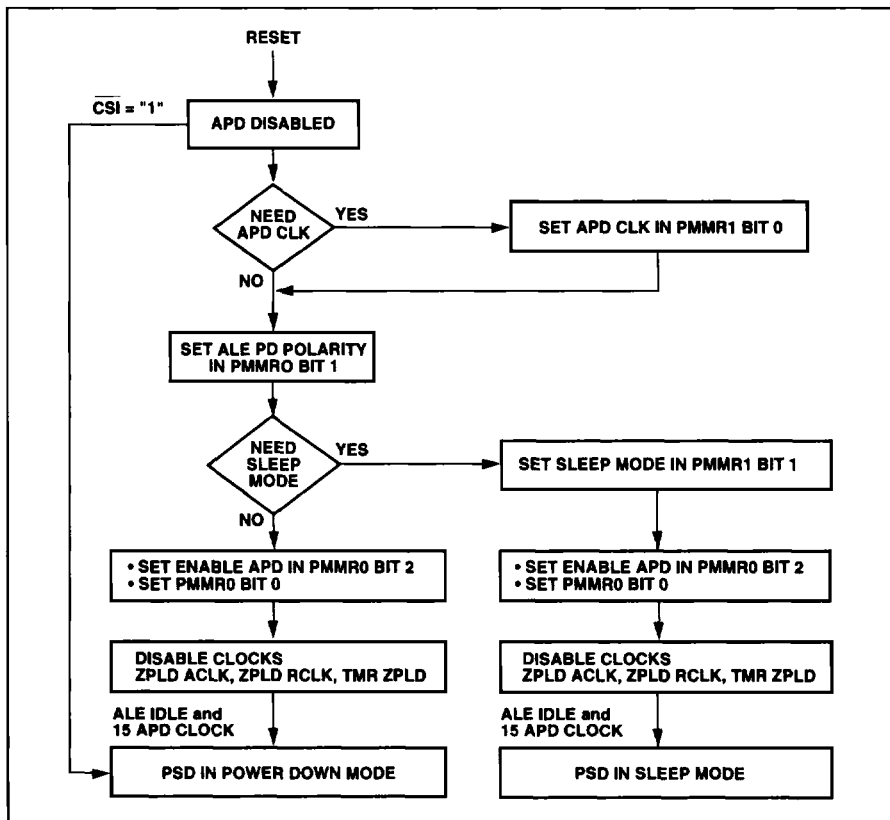 RESET
CSI = "1"
APD DISABLED
NEED
APD CLK
YES
SET APD CLK IN PMMR1 BIT 0
NO
SET ALE PD POLARITY
IN PMMR0 BIT 1
NEED
SLEEP
MODE
YES
SET SLEEP MODE IN PMMR1 BIT 1
NO
• SET ENABLE APD IN PMMR0 BIT 2
• SET PMMR0 BIT 0
• SET ENABLE APD IN PMMR0 BIT 2
• SET PMMR0 BIT 0
DISABLE CLOCKS
ZPLD ACLK, ZPLD RCLK, TMR ZPLD
DISABLE CLOCKS
ZPLD ACLK, ZPLD RCLK, TMR ZPLD
ALE IDLE and
15 APD CLOCK
ALE IDLE and
15 APD CLOCK
PSD IN POWER DOWN MODE
PSD IN SLEEP MODE